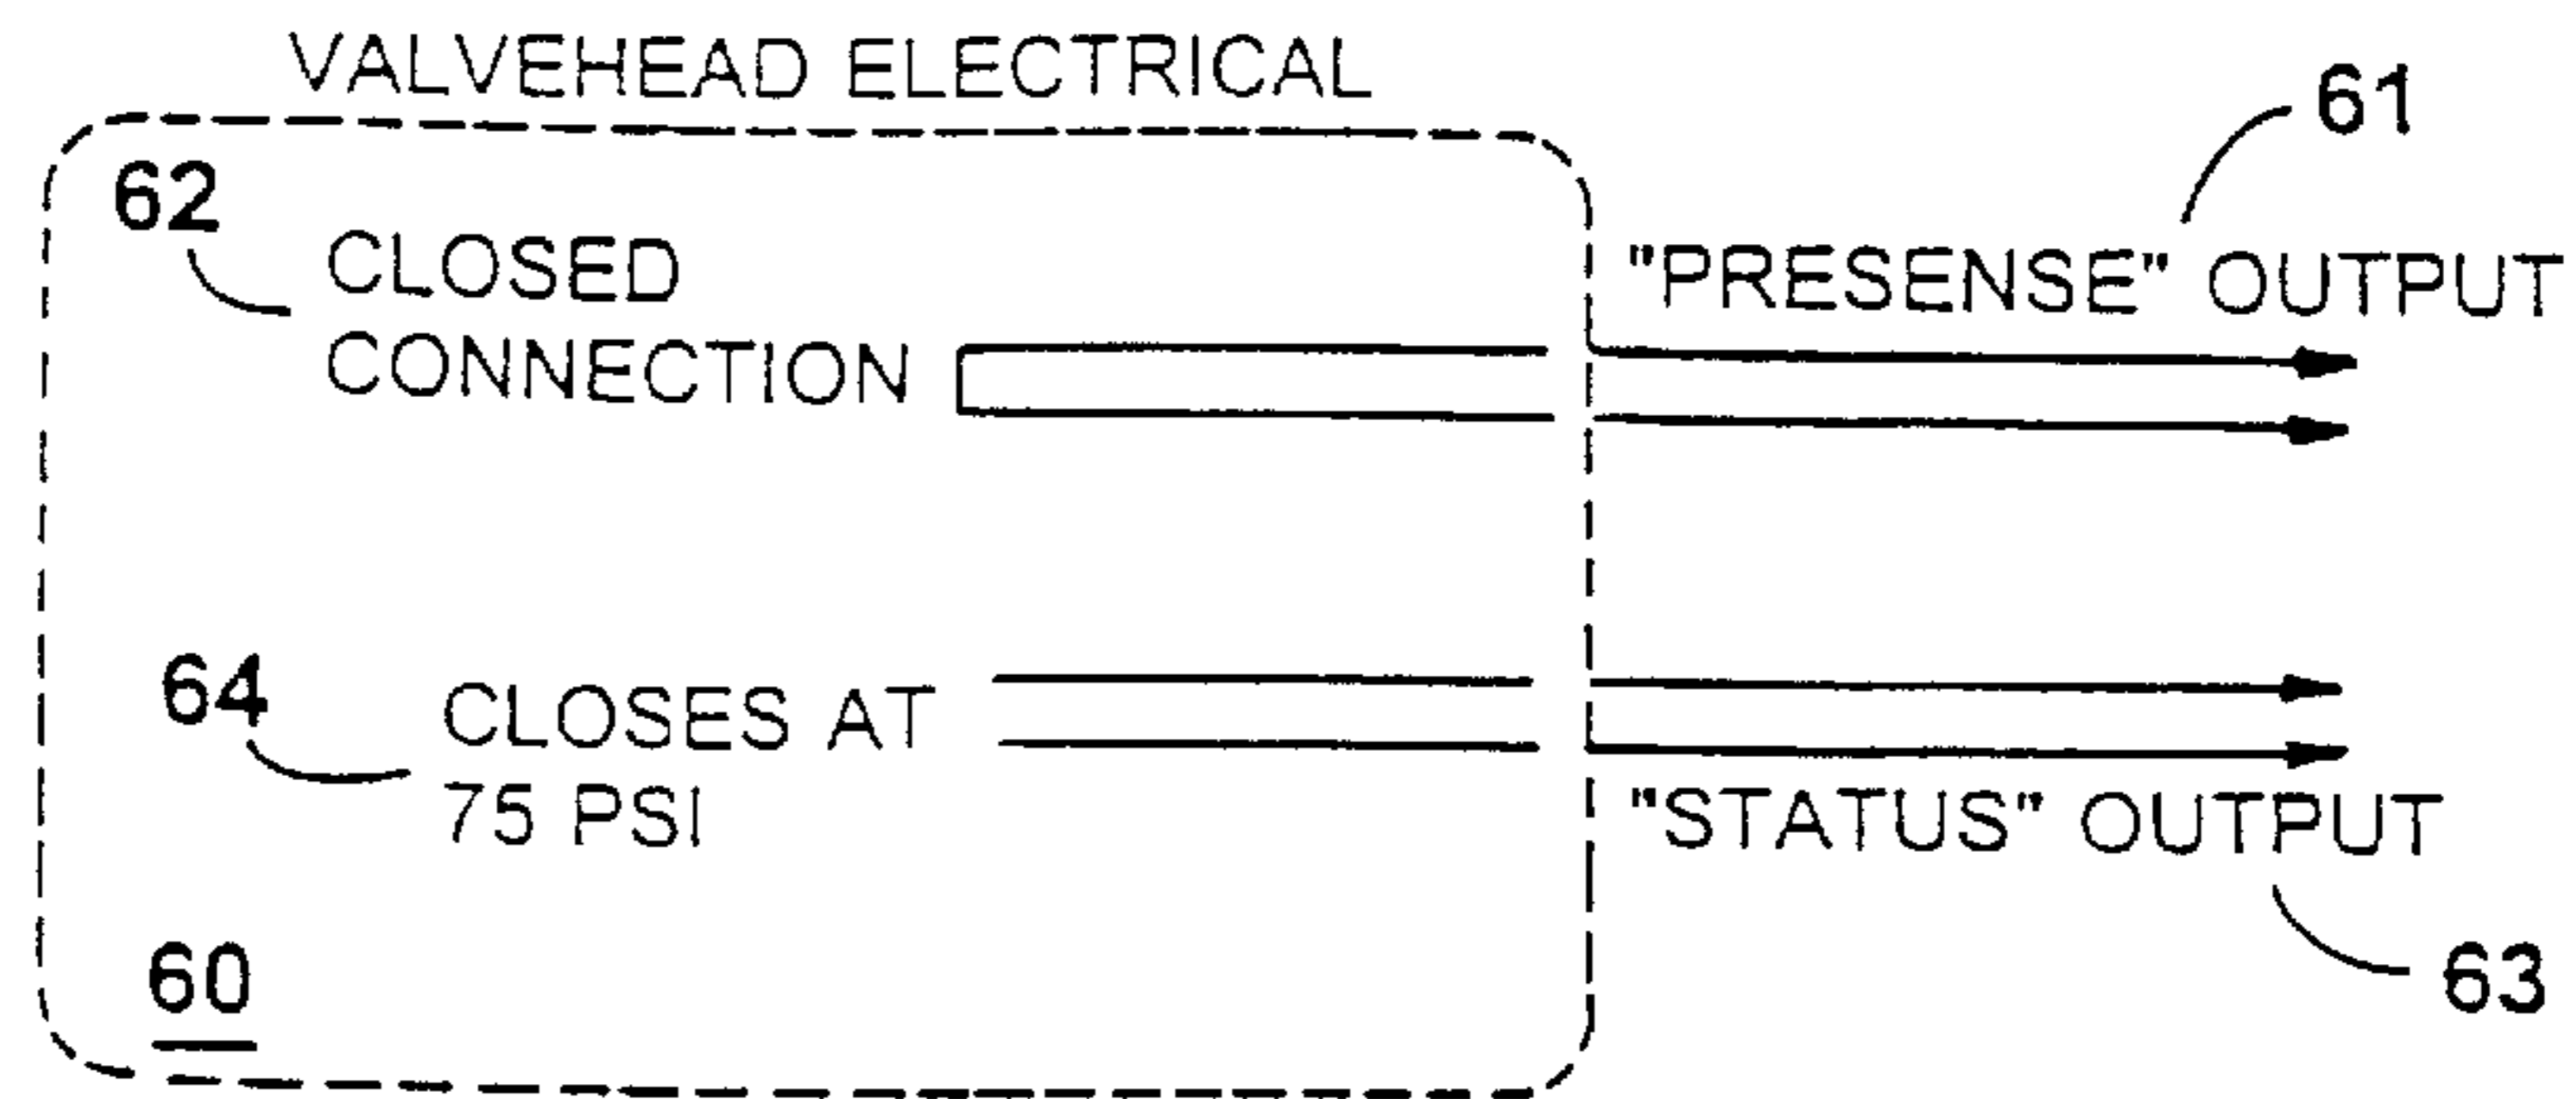 VALVEHEAD ELECTRICAL
61
62
CLOSED
CONNECTION
"PRESENSE" OUTPUT
64
CLOSES AT
75 PSI
"STATUS" OUTPUT
60
63